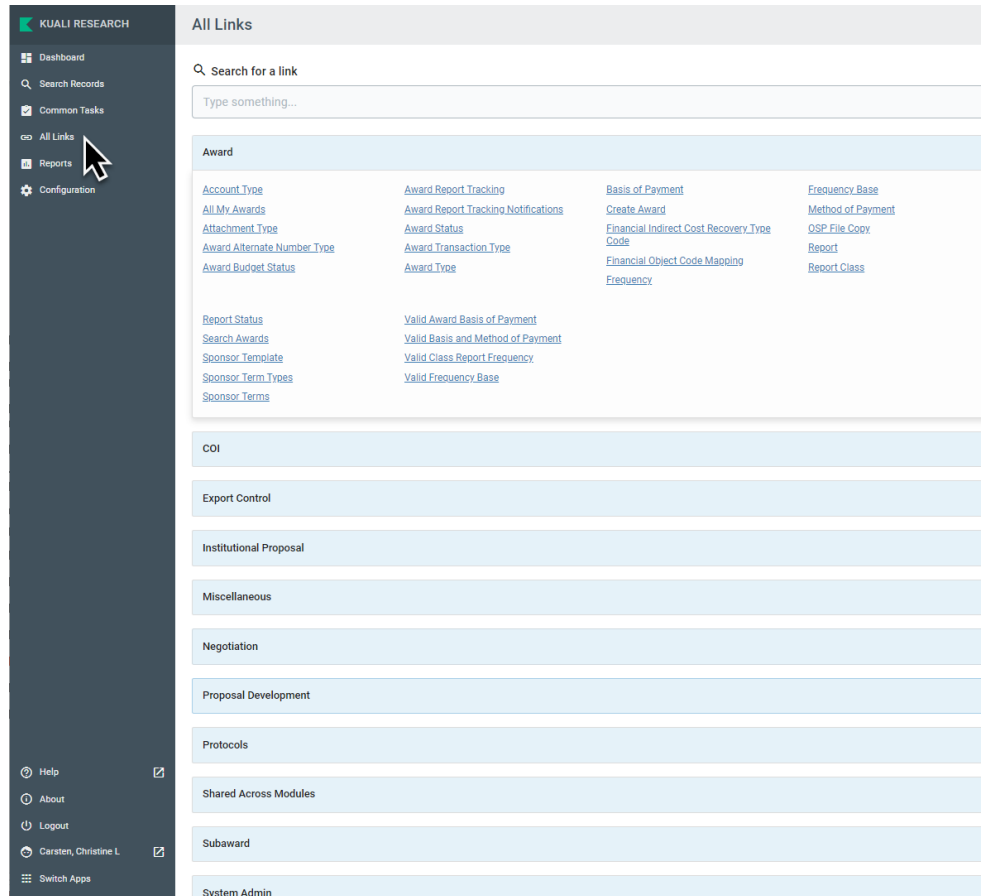 KUALI RESEARCH
Dashboard
Search Records
Common Tasks
All Links
Reports
Configuration
Help
About
Logout
Carsten, Christine L
Switch Apps
All Links
Search for a link
Type something...
Award
Account Type
All My Awards
Attachment Type
Award Alternate Number Type
Award Budget Status
Award Report Tracking
Award Report Tracking Notifications
Award Status
Award Transaction Type
Award Type
Basis of Payment
Create Award
Financial Indirect Cost Recovery Type
Code
Financial Object Code Mapping
Frequency
Frequency Base
Method of Payment
OSP File Copy
Report
Report Class
Report Status
Search Awards
Sponsor Template
Sponsor Term Types
Sponsor Terms
Valid Award Basis of Payment
Valid Basis and Method of Payment
Valid Class Report Frequency
Valid Frequency Base
COI
Export Control
Institutional Proposal
Miscellaneous
Negotiation
Proposal Development
Protocols
Shared Across Modules
Subaward
System Admin